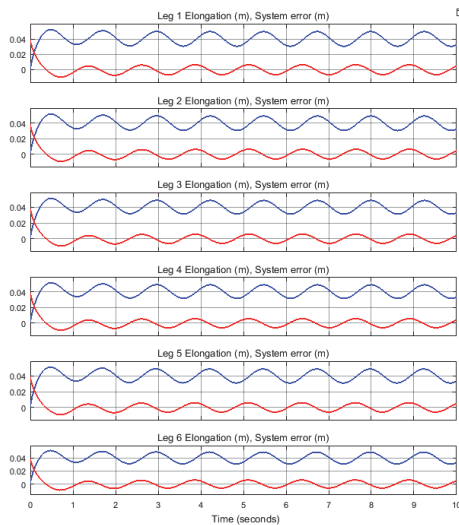 Leg 1 Elongation (m), System error (m)
0.04
0.02
0
Leg 2 Elongation (m), System error (m)
0.04
0.02
0
Leg 3 Elongation (m), System error (m)
0.04
0.02
0
Leg 4 Elongation (m), System error (m)
0.04
0.02
0
Leg 5 Elongation (m), System error (m)
0.04
0.02
0
Leg 6 Elongation (m), System error (m)
0.04
0.02
0
0 1 2 3 4 5 6 7 8 9 10
Time (seconds)